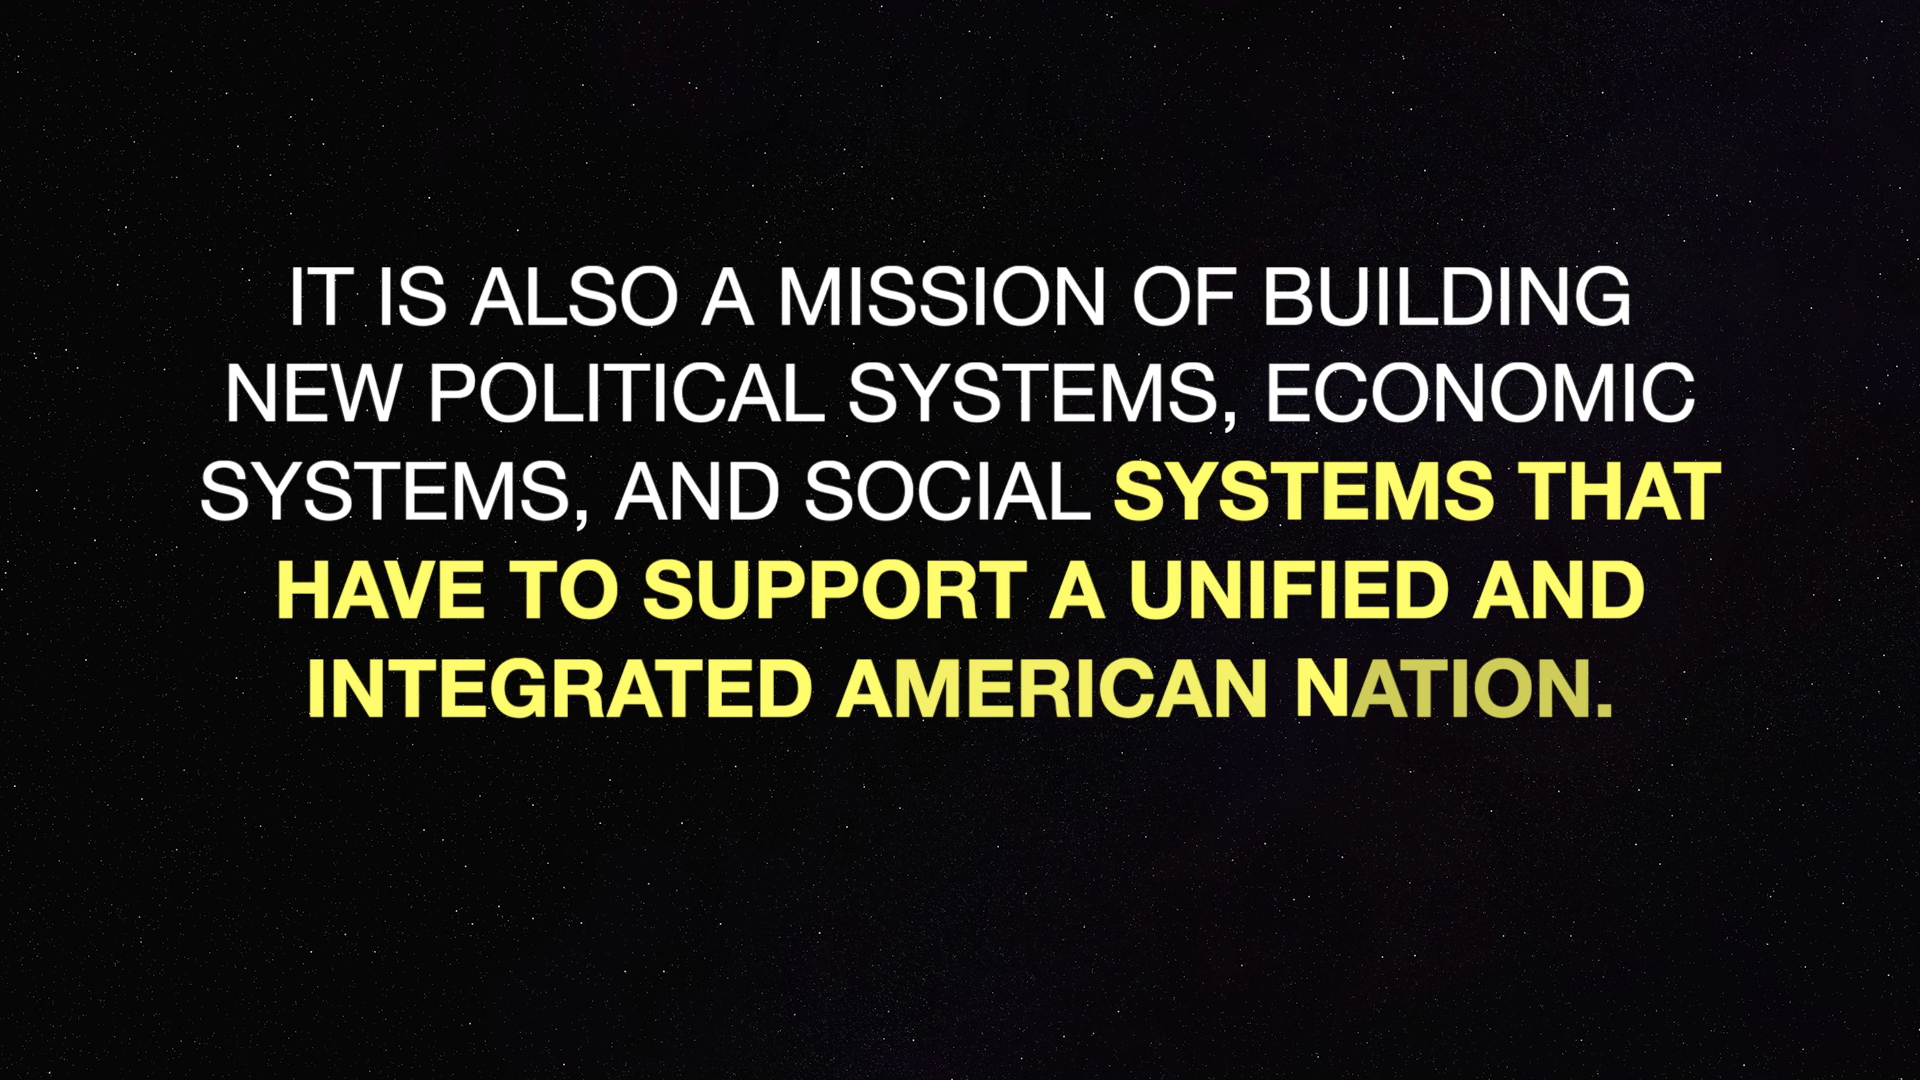 IT IS ALSO A MISSION OF BUILDING
NEW POLITICAL SYSTEMS, ECONOMIC
SYSTEMS, AND SOCIAL SYSTEMS THAT
HAVE TO SUPPORT A UNIFIED AND
INTEGRATED AMERICAN NATION.